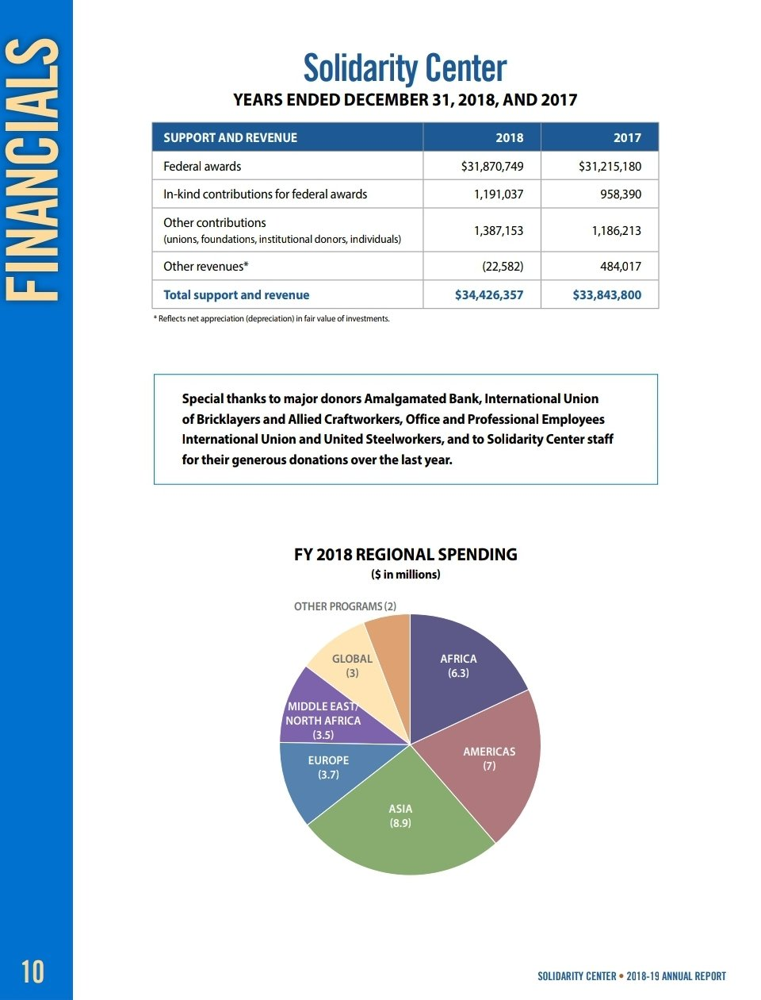 FINANCIALS
Solidarity Center
YEARS ENDED DECEMBER 31, 2018, AND 2017
SUPPORT AND REVENUE 2018 2017
Federal awards $31,870,749 $31,215,180
In-kind contributions for federal awards 1,191,037 958,390
Other contributions
(unions, foundations, institutional donors, individuals) 1,387,153 1,186,213
Other revenues* (22,582) 484,017
Total support and revenue $34,426,357 $33,843,800
* Reflects net appreciation (depreciation) in fair value of investments.
Special thanks to major donors Amalgamated Bank, International Union
of Bricklayers and Allied Craftworkers, Office and Professional Employees
International Union and United Steelworkers, and to Solidarity Center staff
for their generous donations over the last year.
FY 2018 REGIONAL SPENDING
($ in millions)
OTHER PROGRAMS (2)
GLOBAL
(3)
AFRICA
(6.3)
MIDDLE EAST/
NORTH AFRICA
(3.5)
AMERICAS
(7)
EUROPE
(3.7)
ASIA
(8.9)
10
SOLIDARITY CENTER • 2018-19 ANNUAL REPORT